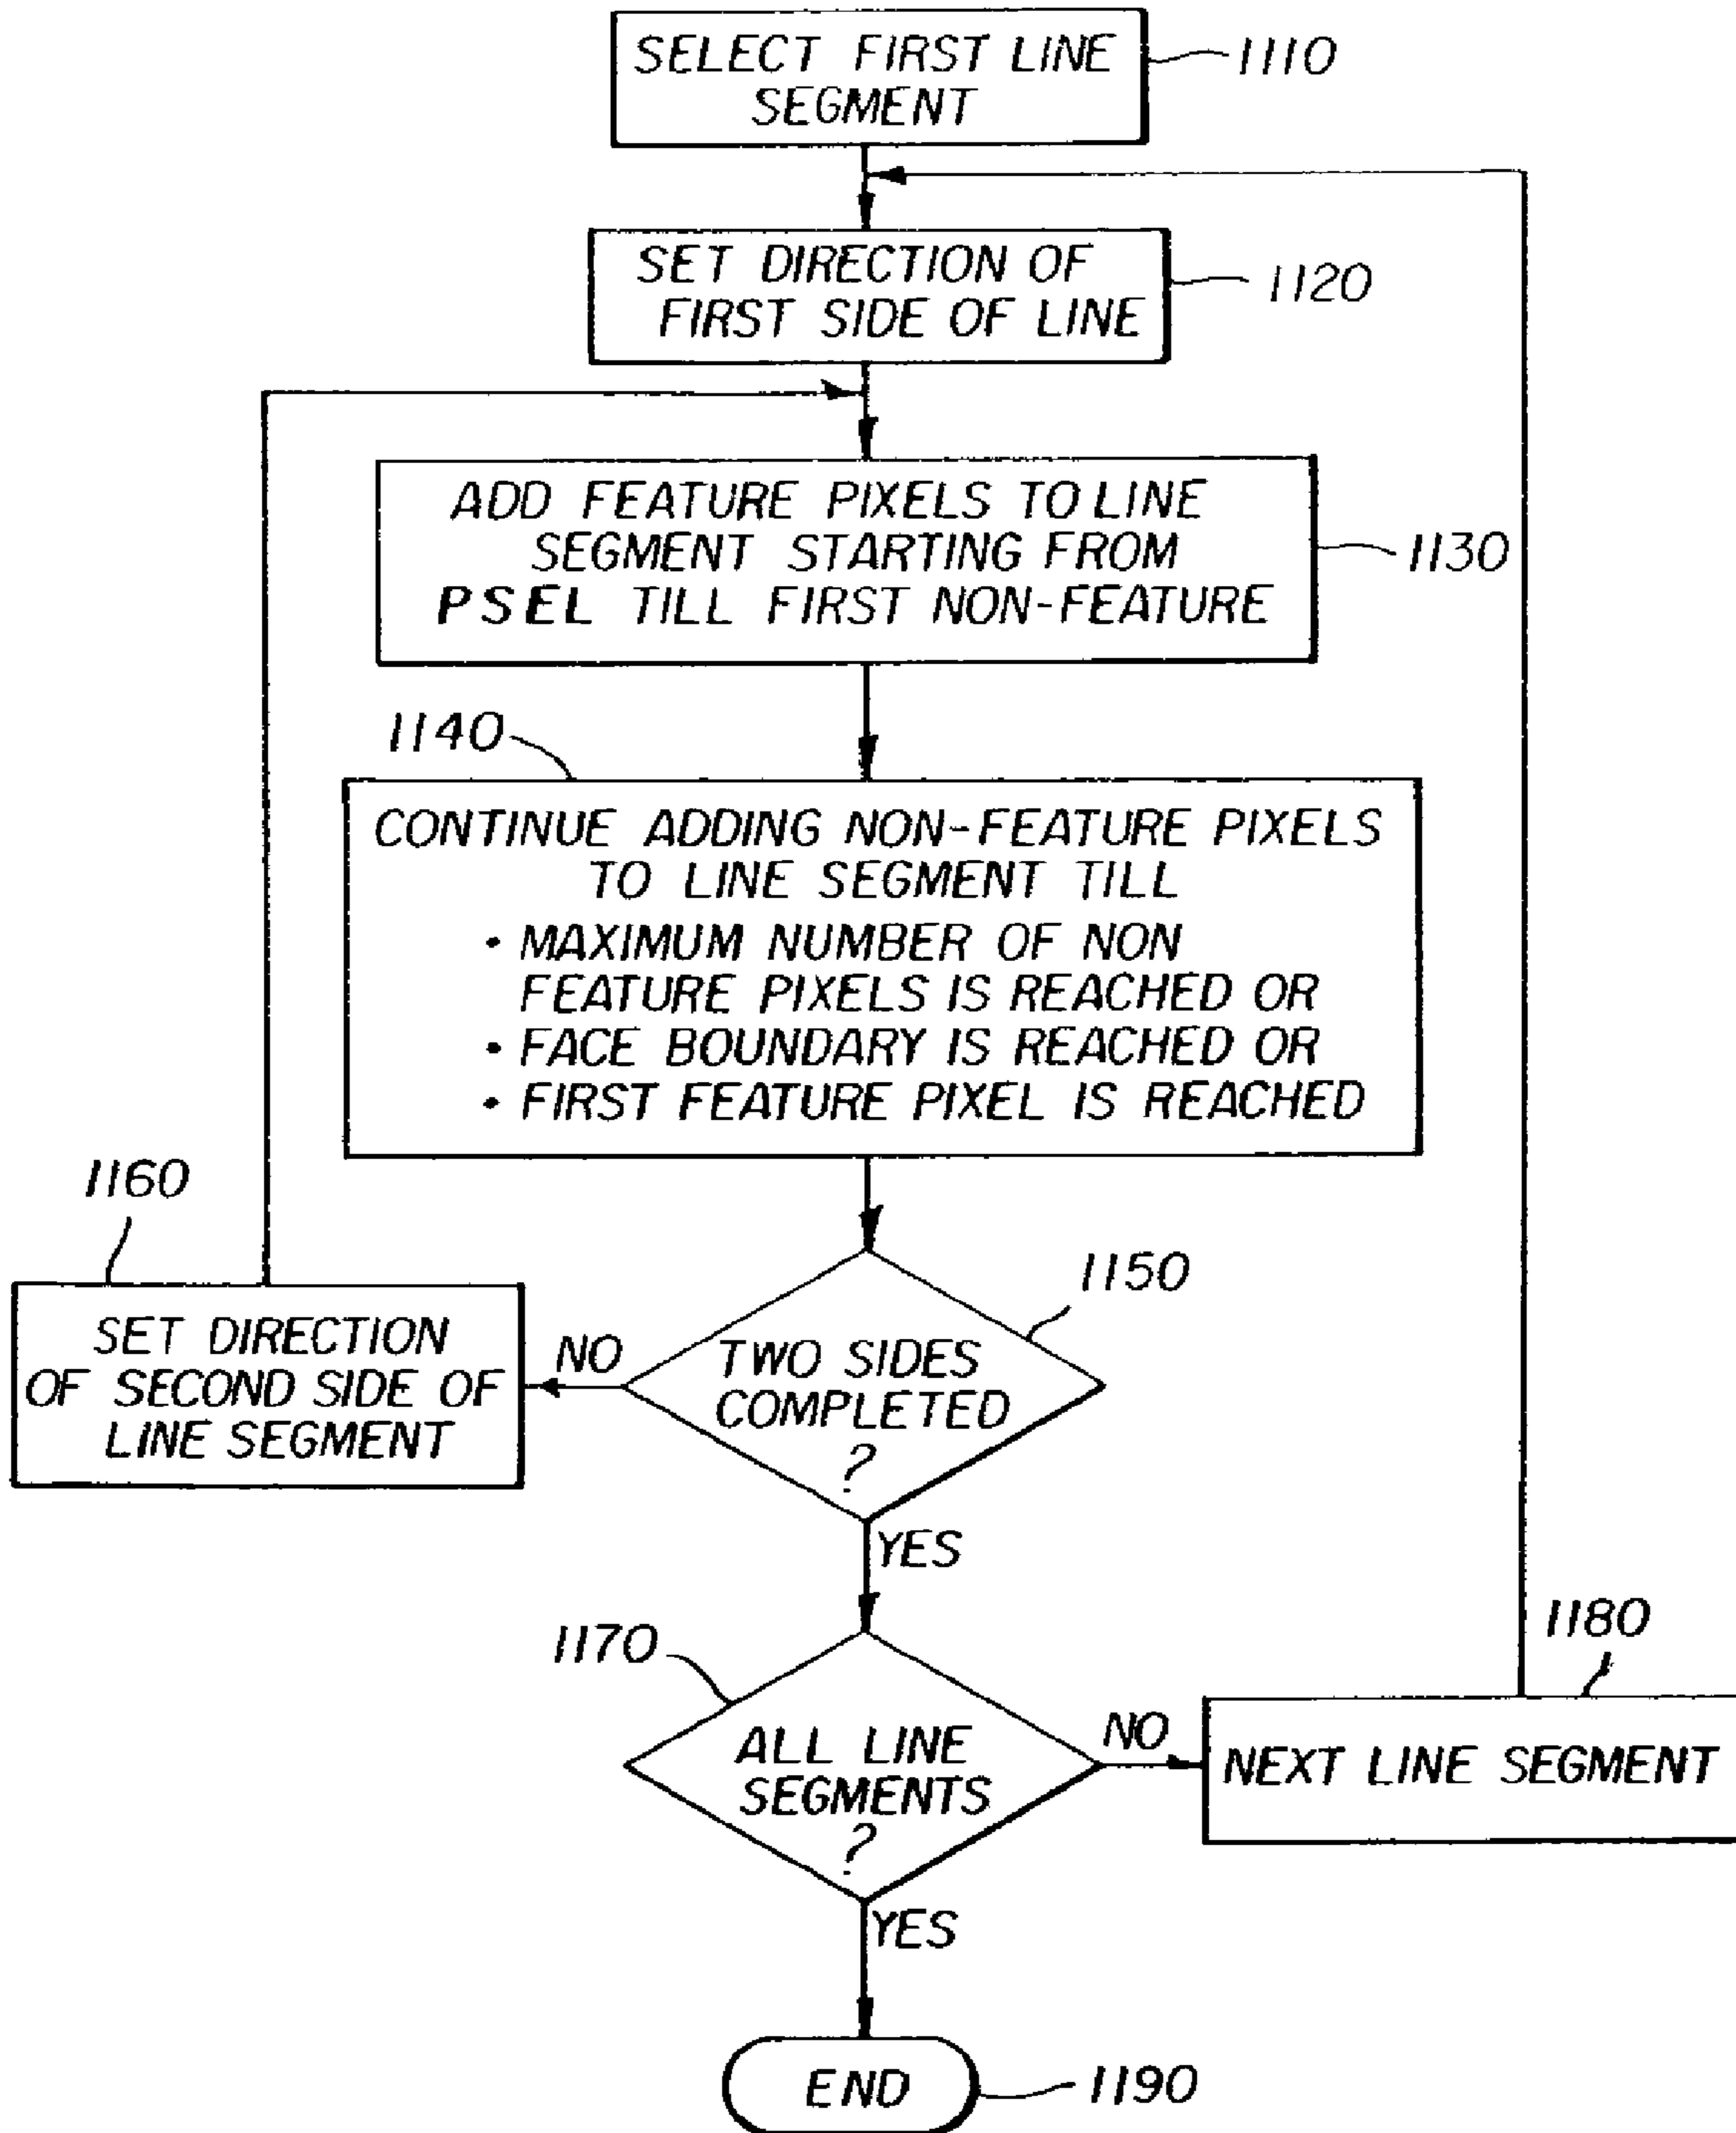 SELECT FIRST LINE
SEGMENT
1110
SET DIRECTION OF
FIRST SIDE OF LINE
1120
ADD FEATURE PIXELS TO LINE
SEGMENT STARTING FROM
PSEL TILL FIRST NON-FEATURE
1130
1140
CONTINUE ADDING NON-FEATURE PIXELS
TO LINE SEGMENT TILL
• MAXIMUM NUMBER OF NON
FEATURE PIXELS IS REACHED OR
• FACE BOUNDARY IS REACHED OR
• FIRST FEATURE PIXEL IS REACHED
1160
SET DIRECTION
OF SECOND SIDE OF
LINE SEGMENT
NO
1150
TWO SIDES
COMPLETED
?
YES
1170
ALL LINE
SEGMENTS
?
NO
1180
NEXT LINE SEGMENT
YES
END
1190